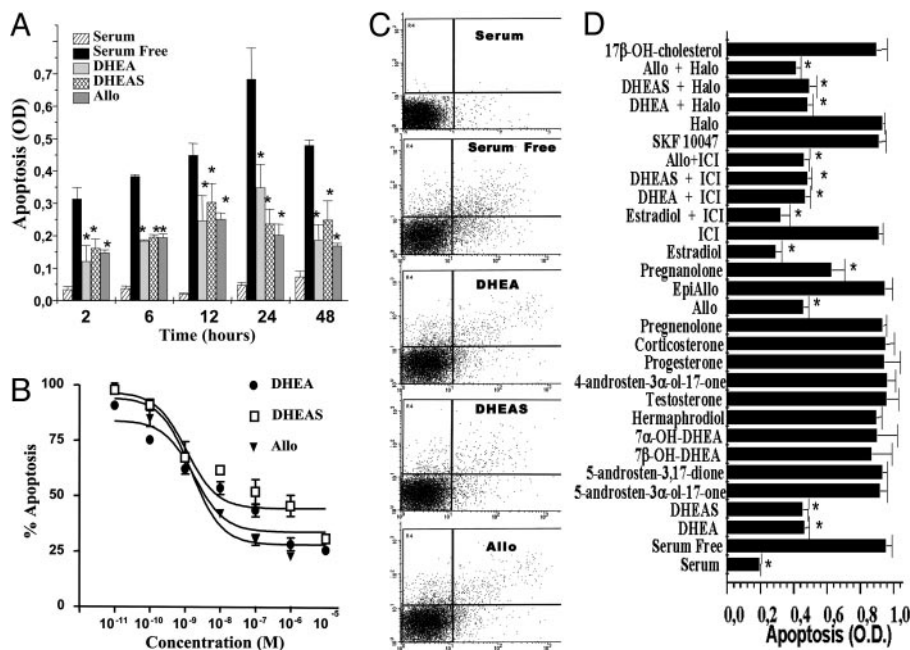 A
Serum
Serum Free
DHEA
DHEAS
Allo
0,8
0,7
0,6
0,5
0,4
0,3
0,2
0,1
0,0
Apoptosis (OD)
* * *
* **
* * *
* * *
* * *
2 6 12 24 48
Time (hours)
B
DHEA
DHEAS
Allo
100
75
50
25
0
% Apoptosis
10-11 10-10 10-9 10-8 10-7 10-6 10-5
Concentration (M)
C
Serum
Serum Free
DHEA
DHEAS
Allo
D
17β-OH-cholesterol
Allo + Halo *
DHEAS + Halo *
DHEA + Halo *
Halo
SKF 10047
Allo+ICI *
DHEAS + ICI *
DHEA + ICI *
Estradiol + ICI *
ICI
Estradiol *
Pregnanolone *
EpiAllo
Allo *
Pregnenolone
Corticosterone
Progesterone
4-androsten-3α-ol-17-one
Testosterone
Hermaphrodiol
7α-OH-DHEA
7β-OH-DHEA
5-androsten-3,17-dione
5-androsten-3α-ol-17-one
DHEAS *
DHEA *
Serum Free
Serum *
0,0 0,2 0,4 0,6 0,8 1,0
Apoptosis (O.D.)